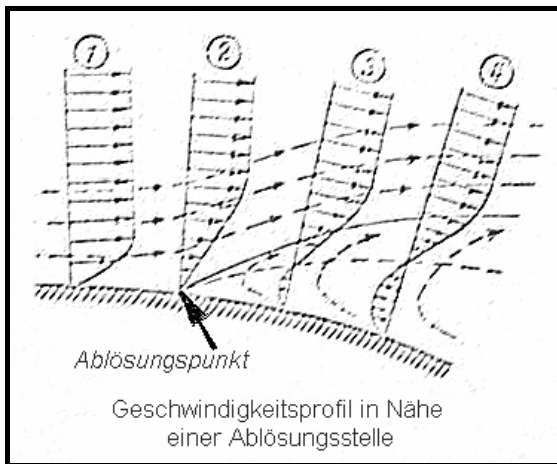 1 2 3 4
Ablösungspunkt
Geschwindigkeitsprofil in Nähe
einer Ablösungsstelle